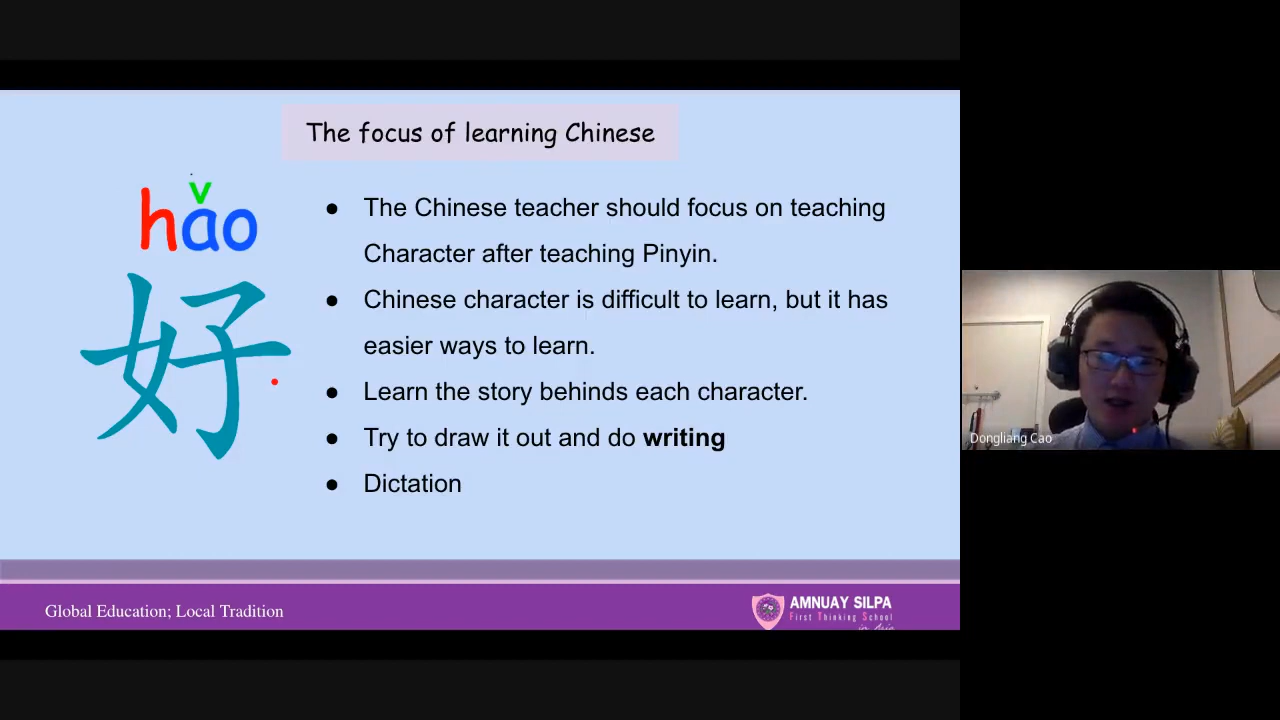 The focus of learning Chinese
hǎo
好
● The Chinese teacher should focus on teaching
Character after teaching Pinyin.
● Chinese character is difficult to learn, but it has
easier ways to learn.
● Learn the story behinds each character.
● Try to draw it out and do writing
● Dictation
Dongliang Cao
Global Education; Local Tradition
AMNUAY SILPA
First Thinking School
in Asia